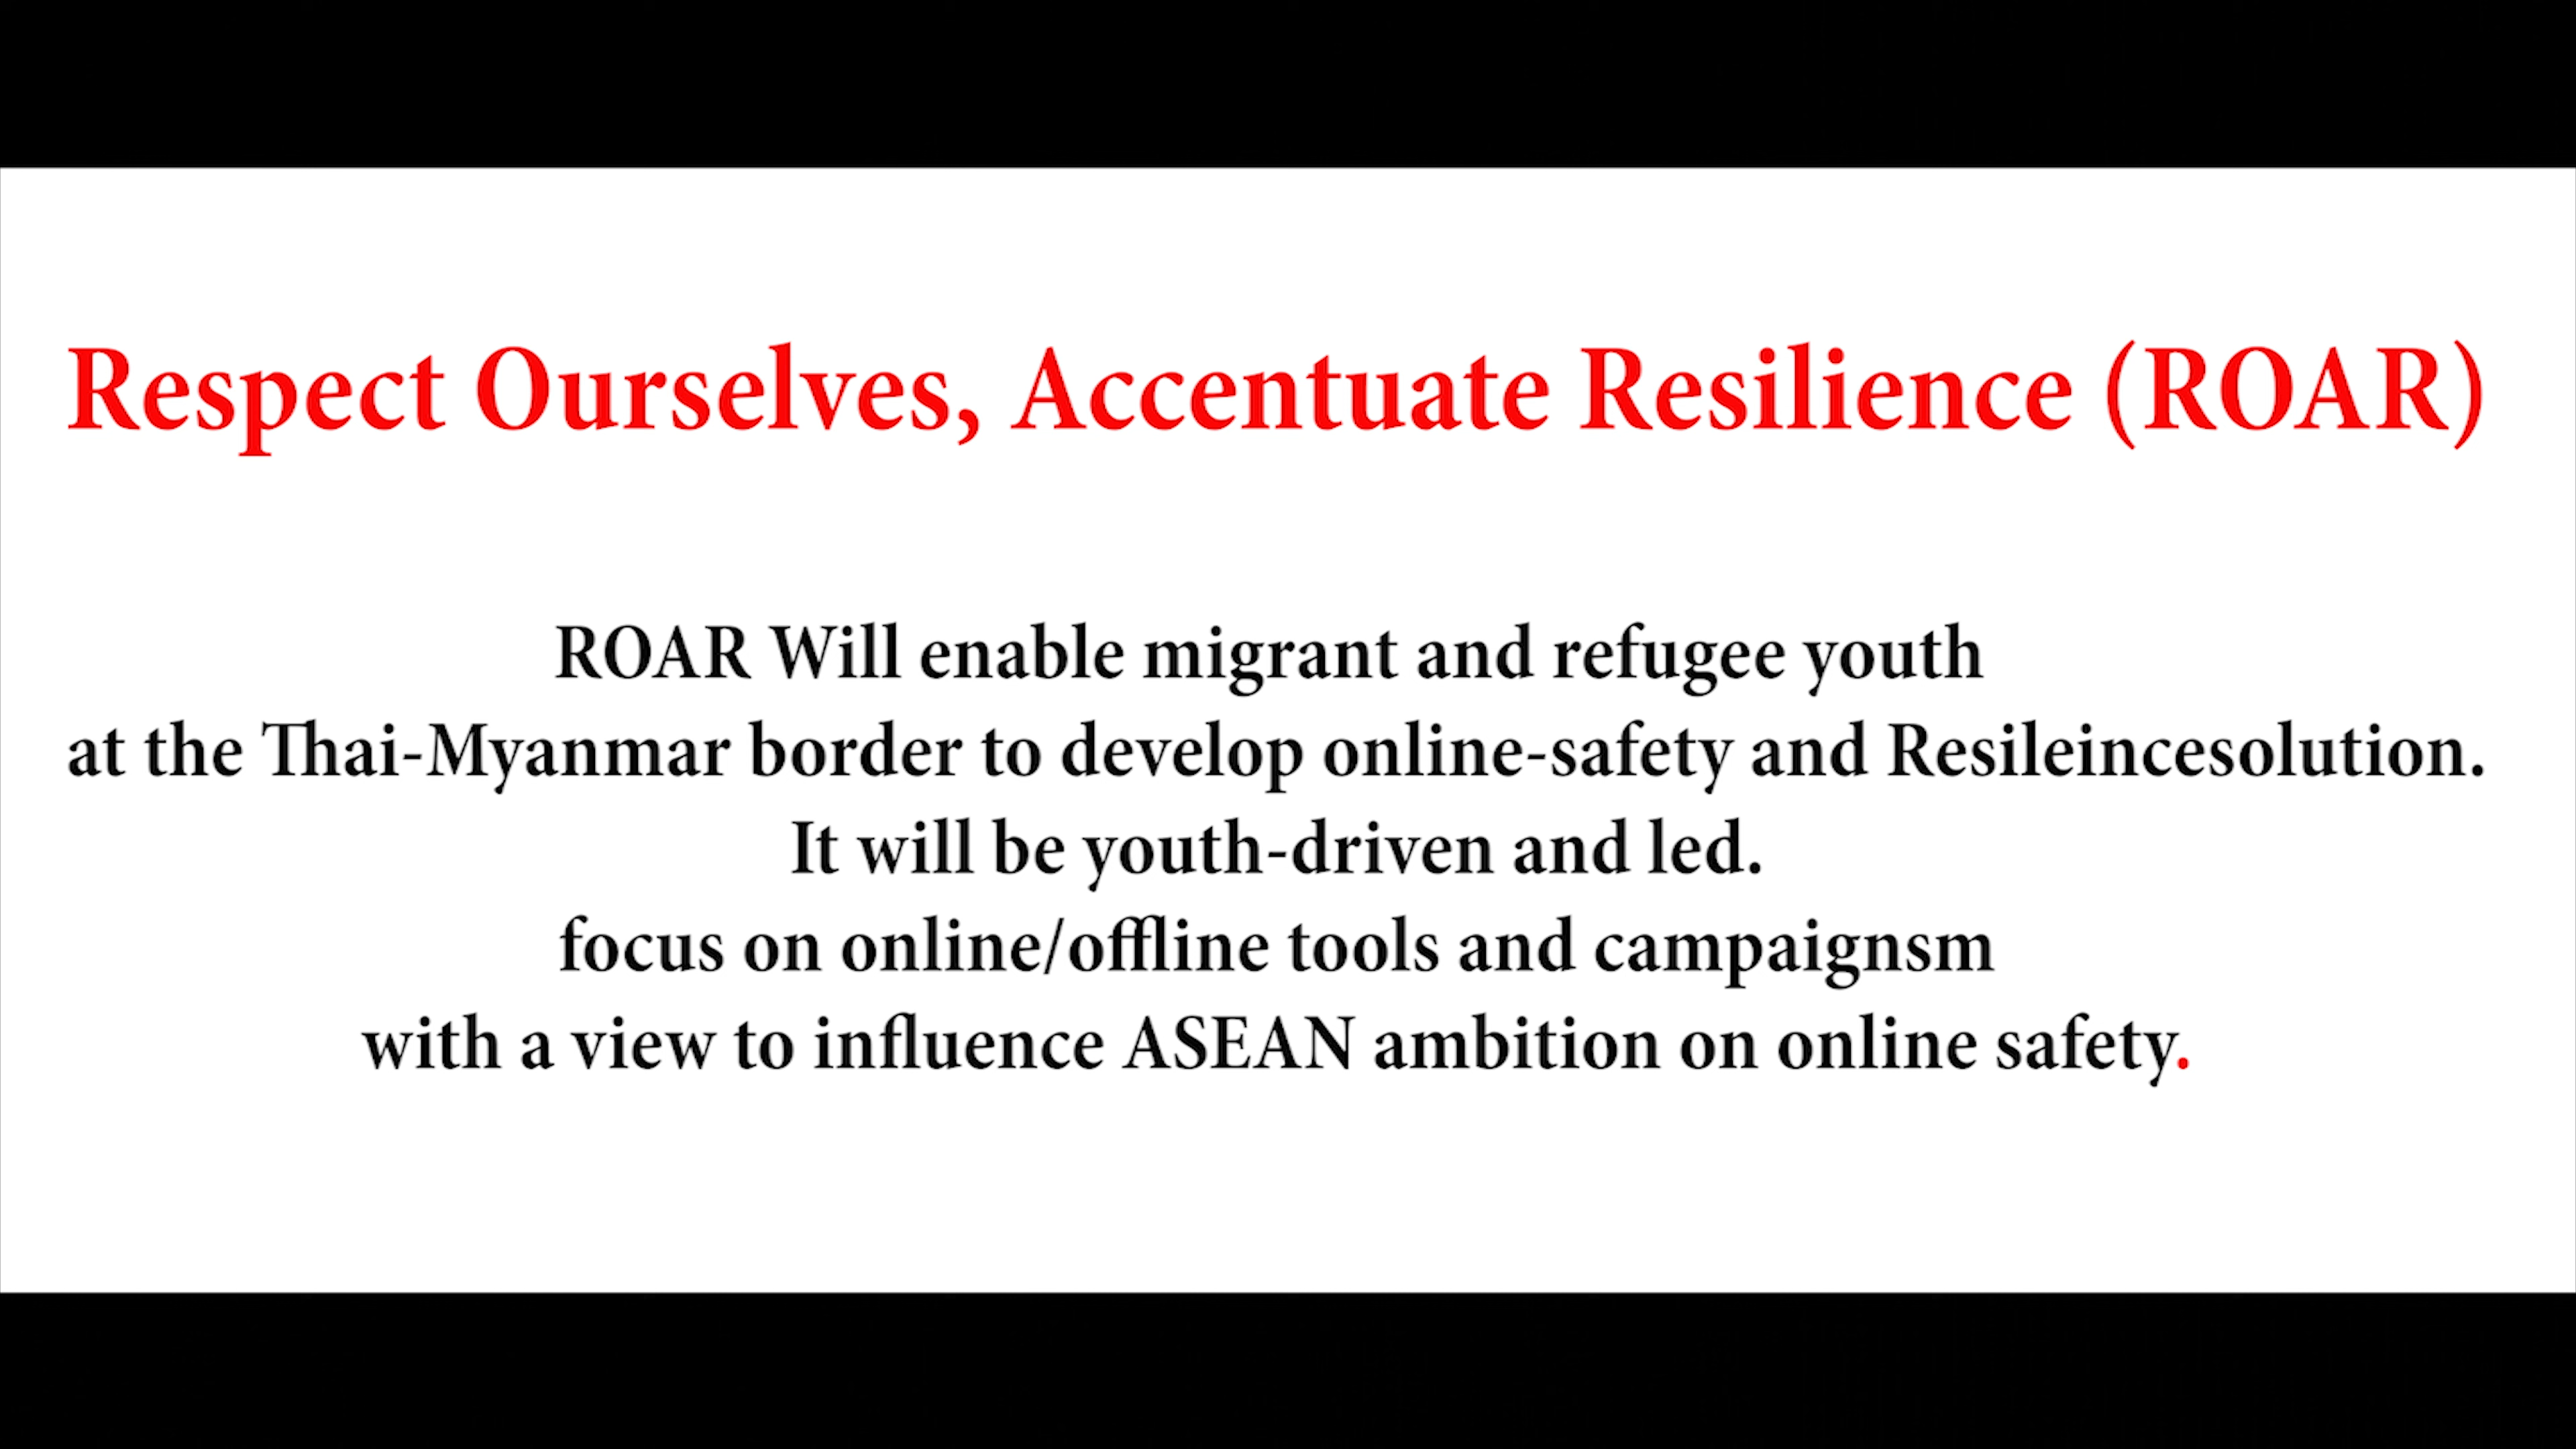 Respect Ourselves, Accentuate Resilience (ROAR)
ROAR Will enable migrant and refugee youth
at the Thai-Myanmar border to develop online-safety and Resileincesolution.
It will be youth-driven and led.
focus on online/offline tools and campaignsm
with a view to influence ASEAN ambition on online safety.